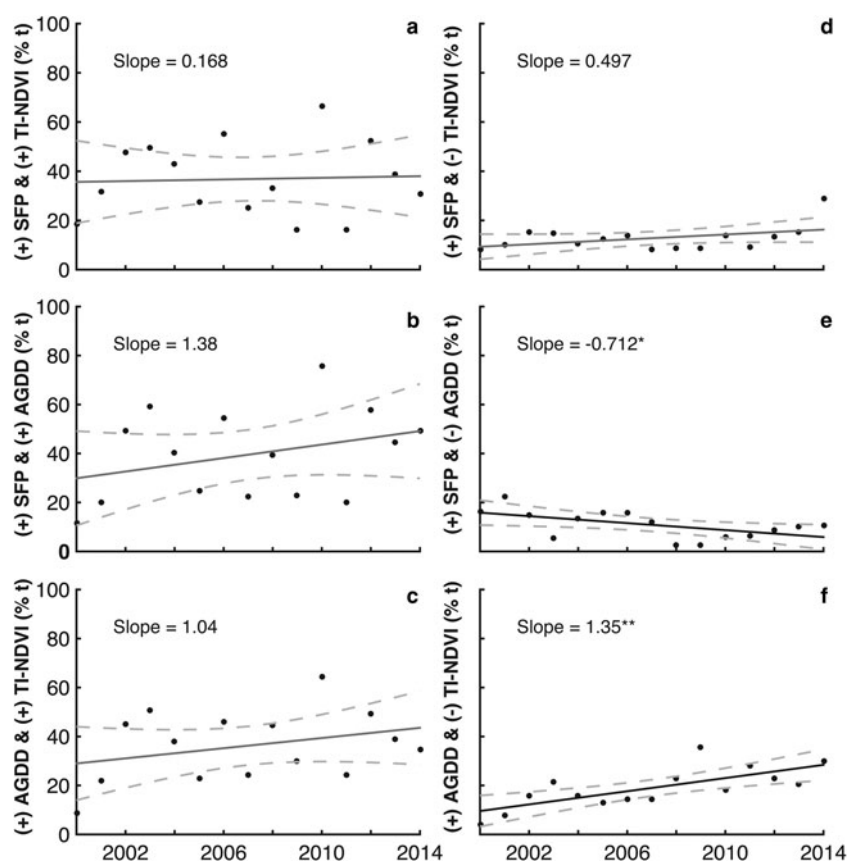 (+) SFP & (+) TI-NDVI (% t)
100
80
60
40
20
0
Slope = 0.168
a
(+) SFP & (-) TI-NDVI (% t)
Slope = 0.497
d
(+) SFP & (+) AGDD (% t)
100
80
60
40
20
0
Slope = 1.38
b
(+) SFP & (-) AGDD (% t)
Slope = -0.712*
e
(+) AGDD & (+) TI-NDVI (% t)
100
80
60
40
20
0
Slope = 1.04
c
2002 2006 2010 2014
(+) AGDD & (-) TI-NDVI (% t)
Slope = 1.35**
f
2002 2006 2010 2014